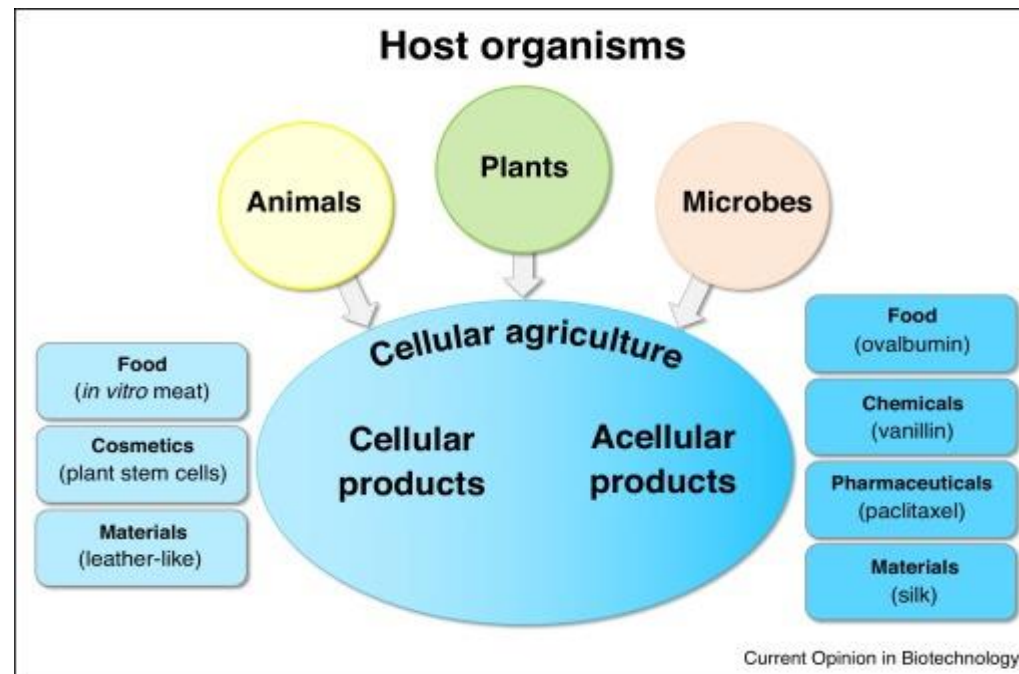 Host organisms
Animals
Plants
Microbes
Cellular agriculture
Cellular
products
Acellular
products
Food
(in vitro meat)
Cosmetics
(plant stem cells)
Materials
(leather-like)
Food
(ovalbumin)
Chemicals
(vanillin)
Pharmaceuticals
(paclitaxel)
Materials
(silk)
Current Opinion in Biotechnology